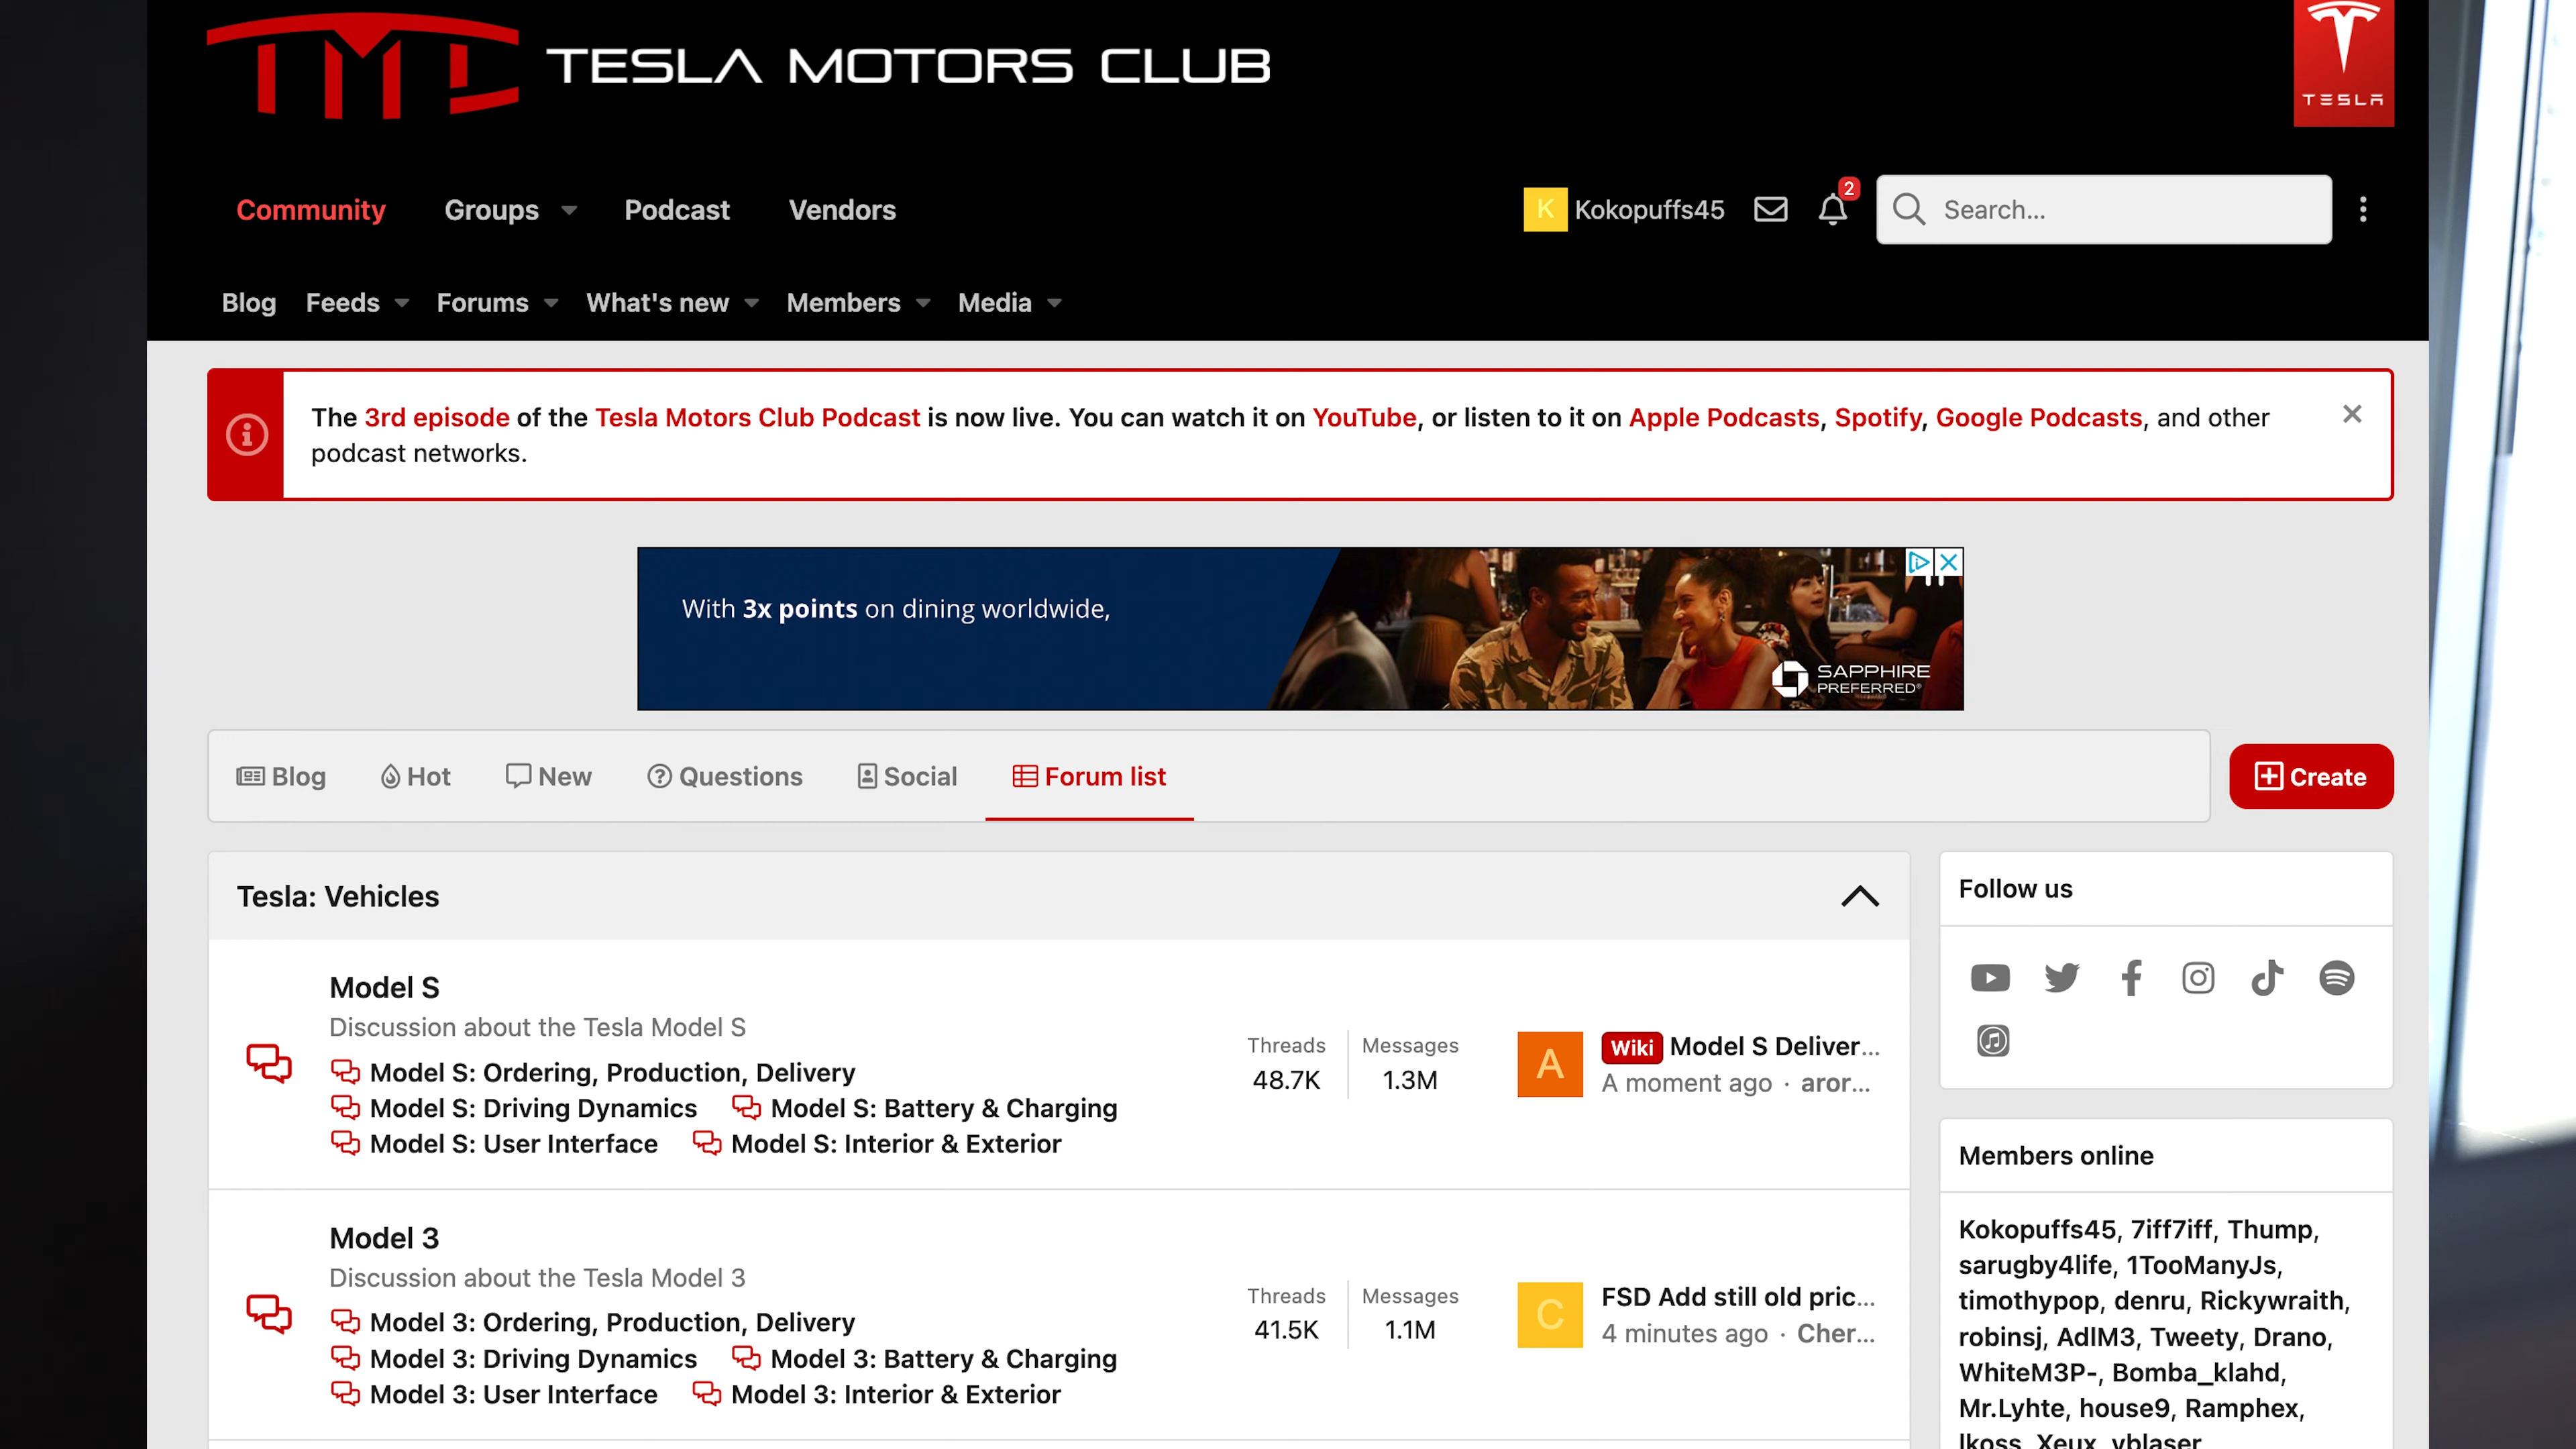 TMC TESLA MOTORS CLUB
TESLA
Community Groups Podcast Vendors
K Kokopuffs45 2 Search...
Blog Feeds Forums What's new Members Media
The 3rd episode of the Tesla Motors Club Podcast is now live. You can watch it on YouTube, or listen to it on Apple Podcasts, Spotify, Google Podcasts, and other
podcast networks.
With 3x points on dining worldwide,
SAPPHIRE
PREFERRED®
Blog Hot New Questions Social Forum list
Create
Tesla: Vehicles
Model S
Discussion about the Tesla Model S
Model S: Ordering, Production, Delivery
Model S: Driving Dynamics Model S: Battery & Charging
Model S: User Interface Model S: Interior & Exterior
Threads Messages
48.7K 1.3M
A
Wiki Model S Deliver...
A moment ago · aror...
Model 3
Discussion about the Tesla Model 3
Model 3: Ordering, Production, Delivery
Model 3: Driving Dynamics Model 3: Battery & Charging
Model 3: User Interface Model 3: Interior & Exterior
Threads Messages
41.5K 1.1M
C
FSD Add still old pric...
4 minutes ago · Cher...
Follow us
Members online
Kokopuffs45, 7iff7iff, Thump,
sarugby4life, 1TooManyJs,
timothypop, denru, Rickywraith,
robinsj, AdlM3, Tweety, Drano,
WhiteM3P-, Bomba_klahd,
Mr.Lyhte, house9, Ramphex,
lkoss, Xeux, vblaser